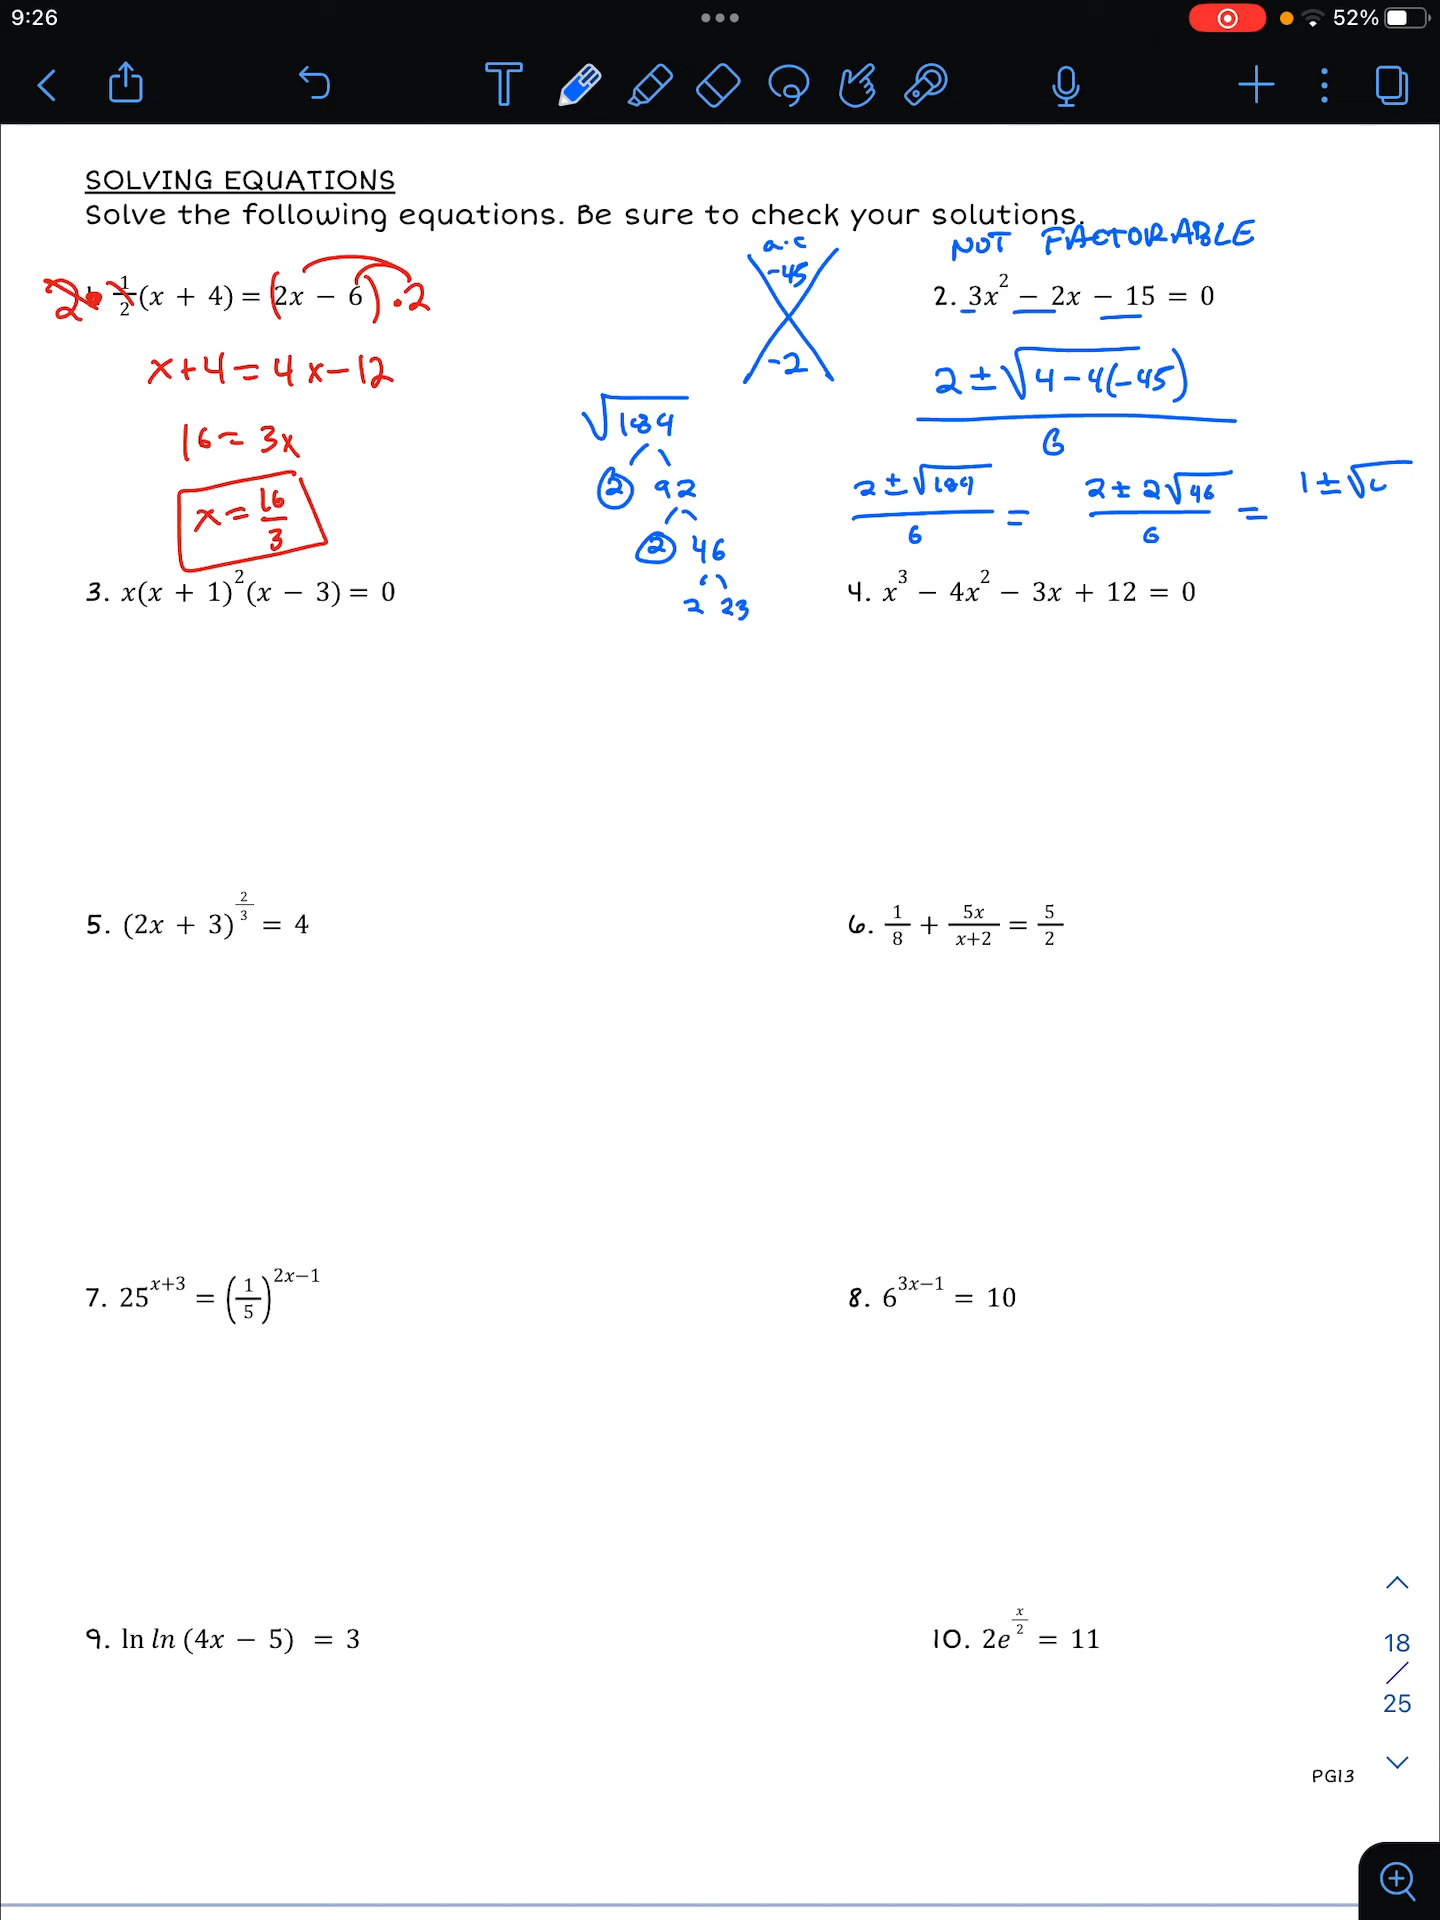 9:26
52%
SOLVING EQUATIONS
Solve the following equations. Be sure to check your solutions.
NOT FACTORABLE
2• 1/2(x + 4) = (2x − 6) •2
x+4 = 4x−12
16 = 3x
x = 16/3
a·c
-45
-2
√184
2 92
2 46
2 23
2. 3x² − 2x − 15 = 0
2 ± √4−4(−45)
6
2 ± √184 / 6 = 2 ± 2√46 / 6 = 1 ± √
3. x(x + 1)²(x − 3) = 0
4. x³ − 4x² − 3x + 12 = 0
5. (2x + 3)^(2/3) = 4
6. 1/8 + 5x/(x+2) = 5/2
7. 25^(x+3) = (1/5)^(2x−1)
8. 6^(3x−1) = 10
9. ln ln (4x − 5) = 3
10. 2e^(x/2) = 11
18
/
25
PG13